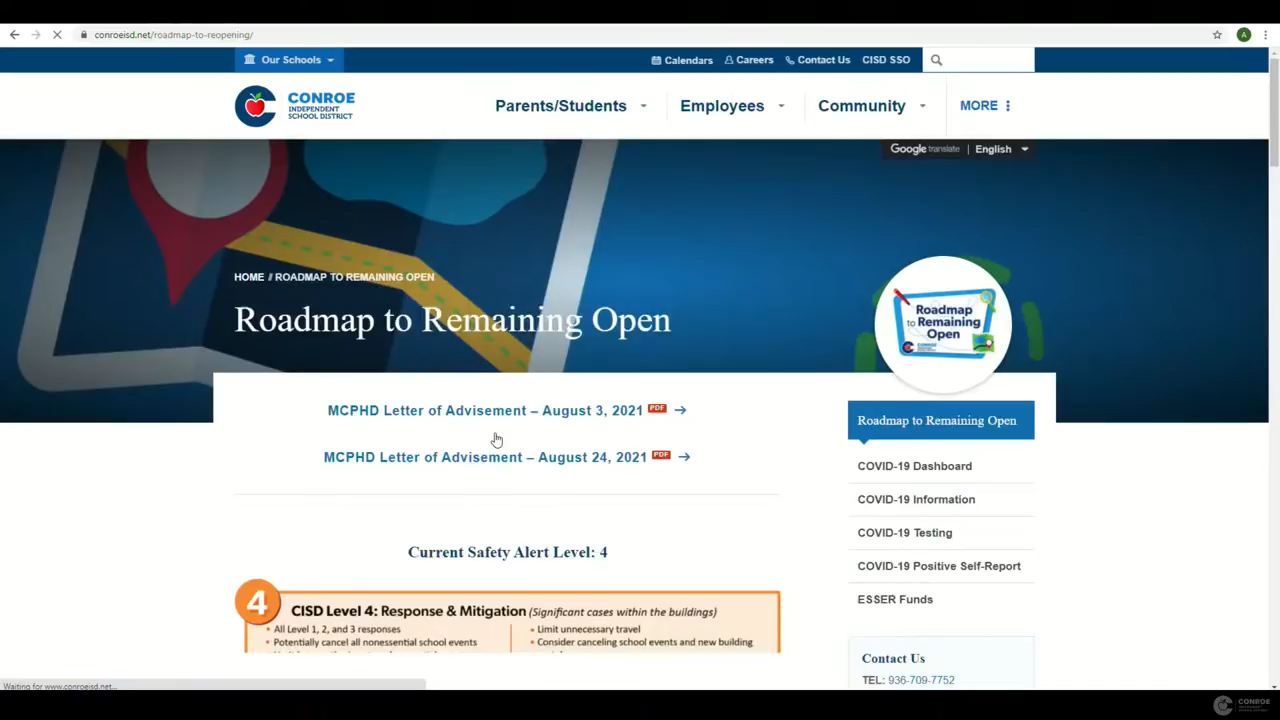 conroeisd.net/roadmap-to-reopening/
Our Schools
Calendars Careers Contact Us CISD SSO
CONROE
INDEPENDENT
SCHOOL DISTRICT
Parents/Students Employees Community MORE
Google translate | English
HOME // ROADMAP TO REMAINING OPEN
Roadmap to Remaining Open
Roadmap
to Remaining
Open
CONROE
MCPHD Letter of Advisement – August 3, 2021 PDF →
MCPHD Letter of Advisement – August 24, 2021 PDF →
Current Safety Alert Level: 4
4
CISD Level 4: Response & Mitigation (Significant cases within the buildings)
• All Level 1, 2, and 3 responses
• Potentially cancel all nonessential school events
• Limit unnecessary travel
• Consider canceling school events and new building
Roadmap to Remaining Open
COVID-19 Dashboard
COVID-19 Information
COVID-19 Testing
COVID-19 Positive Self-Report
ESSER Funds
Contact Us
TEL: 936-709-7752
Waiting for www.conroeisd.net...
A
CONROE